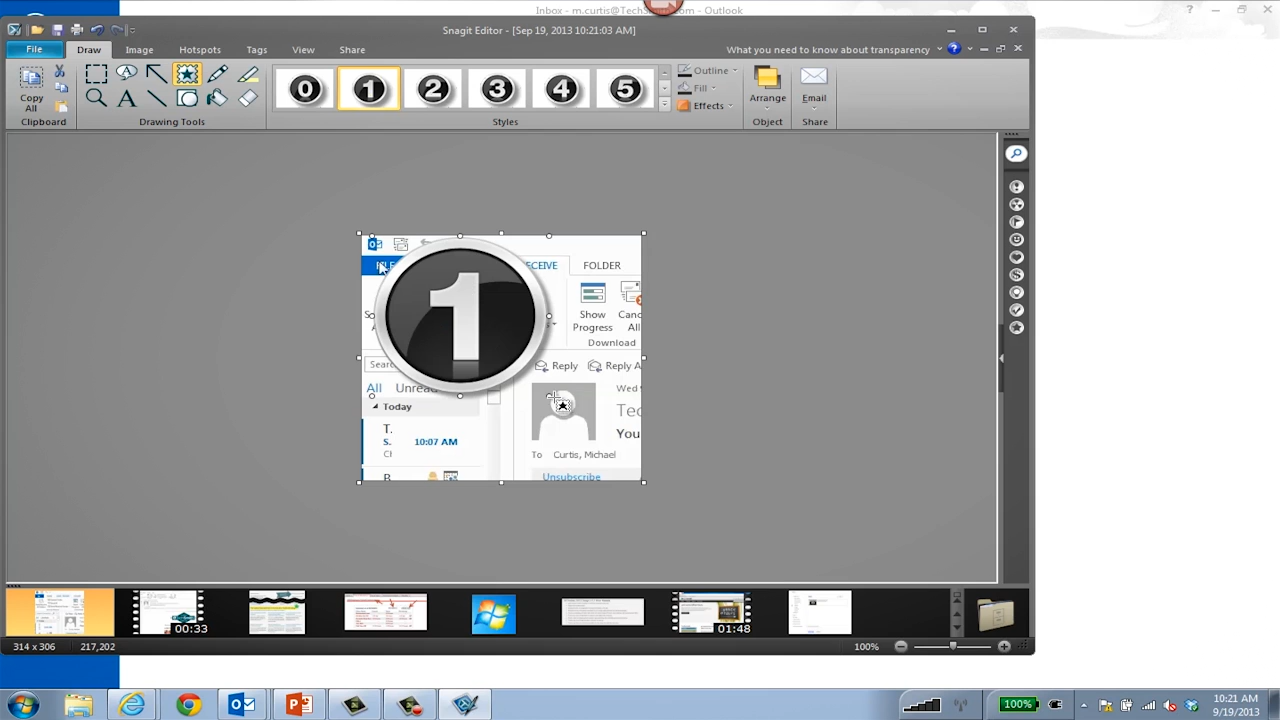 Inbox - m.curtis@Tech com - Outlook
Snagit Editor - [Sep 19, 2013 10:21:03 AM]
File Draw Image Hotspots Tags View Share What you need to know about transparency
Copy All
Clipboard
Drawing Tools
0 1 2 3 4 5
Styles
Outline
Fill
Effects
Arrange
Object
Email
Share
ECEIVE FOLDER
1
Show Progress
All
Download
Reply Reply A
All
Today
Wed
Tec
T.
You
S. 10:07 AM
To Curtis, Michael
B
Unsubscribe
00:33
01:48
314 x 306 217,202 100%
100%
10:21 AM
9/19/2013